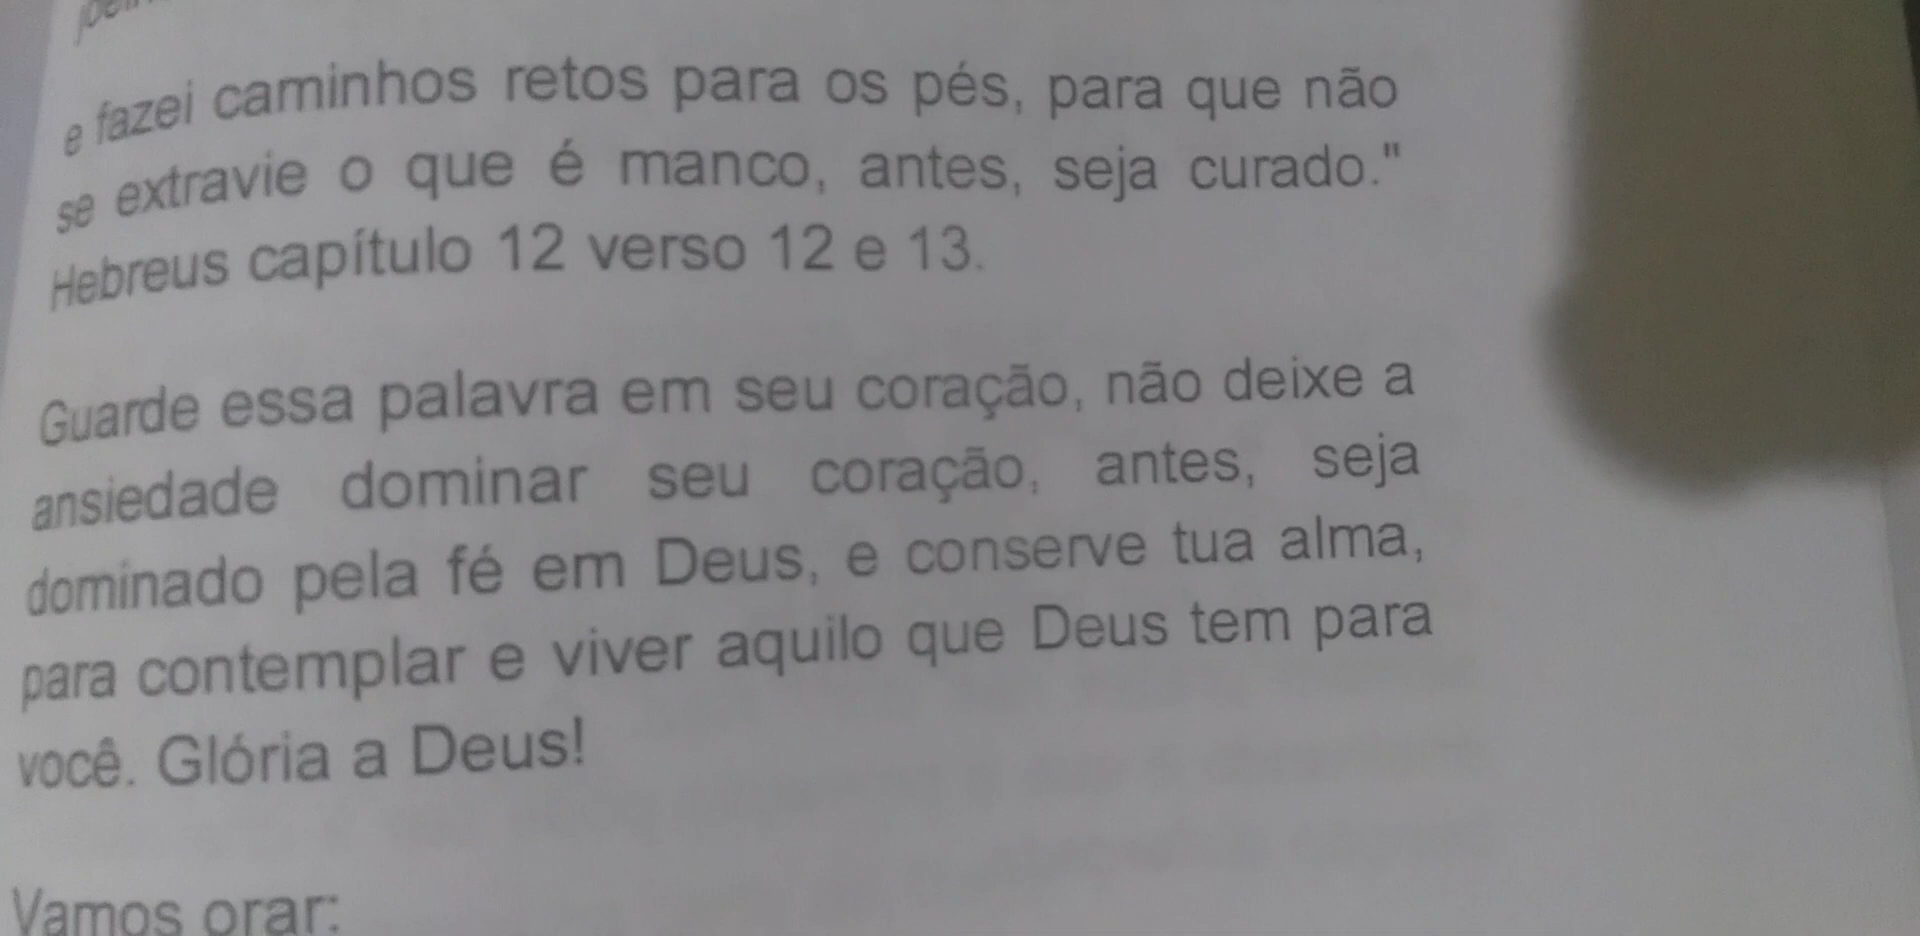 e fazei caminhos retos para os pés, para que não
se extravie o que é manco, antes, seja curado."
Hebreus capítulo 12 verso 12 e 13.
Guarde essa palavra em seu coração, não deixe a
ansiedade dominar seu coração, antes, seja
dominado pela fé em Deus, e conserve tua alma,
para contemplar e viver aquilo que Deus tem para
você. Glória a Deus!
Vamos orar: